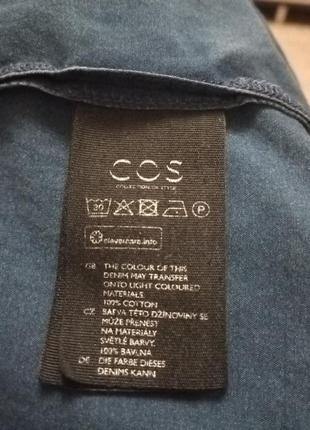 COS
COLLECTION OF STYLE
30 P
clevercare.info
GB THE COLOUR OF THIS
DENIM MAY TRANSFER
ONTO LIGHT COLOURED
MATERIALS.
100% COTTON
CZ BARVA TÉTO DŽÍNOVINY SE
MŮŽE PŘENÉST
NA MATERIÁLY
SVĚTLÉ BARVY.
100% BAVLNA
DE DIE FARBE DIESES
DENIMS KANN